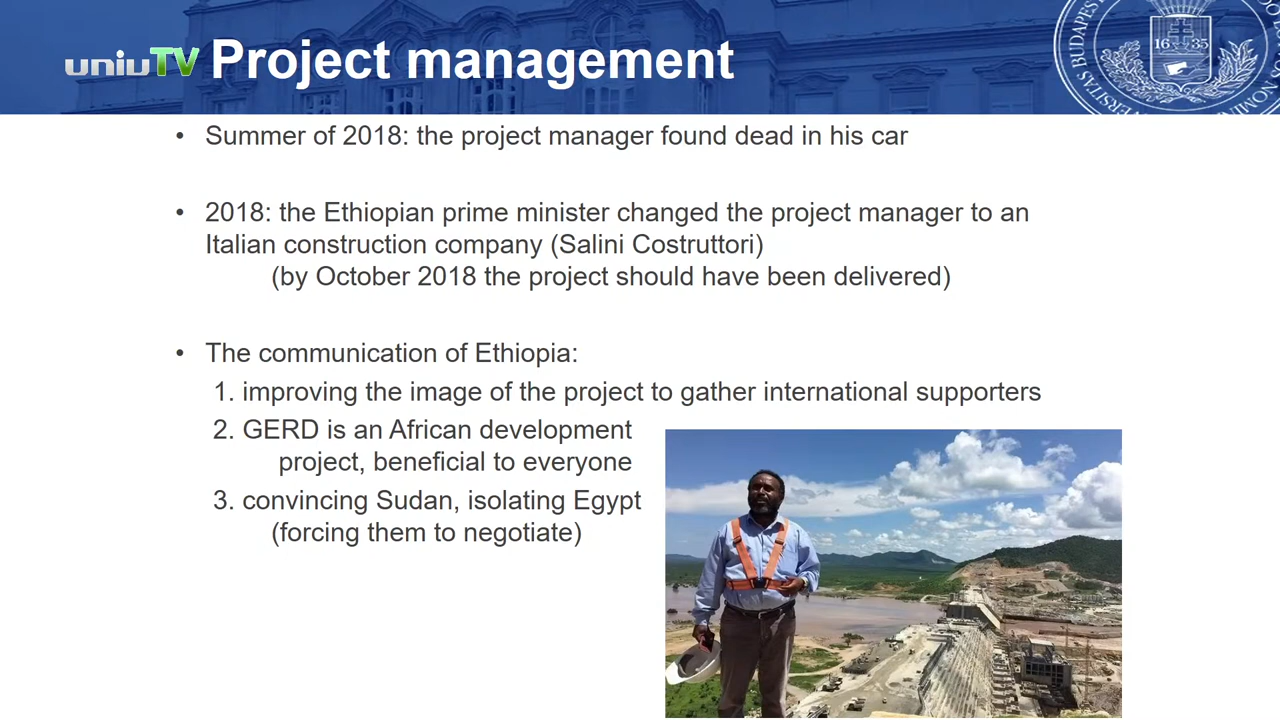 uniuTV Project management
BUDAPEST
16 35
• Summer of 2018: the project manager found dead in his car
• 2018: the Ethiopian prime minister changed the project manager to an
Italian construction company (Salini Costruttori)
(by October 2018 the project should have been delivered)
• The communication of Ethiopia:
1. improving the image of the project to gather international supporters
2. GERD is an African development
project, beneficial to everyone
3. convincing Sudan, isolating Egypt
(forcing them to negotiate)